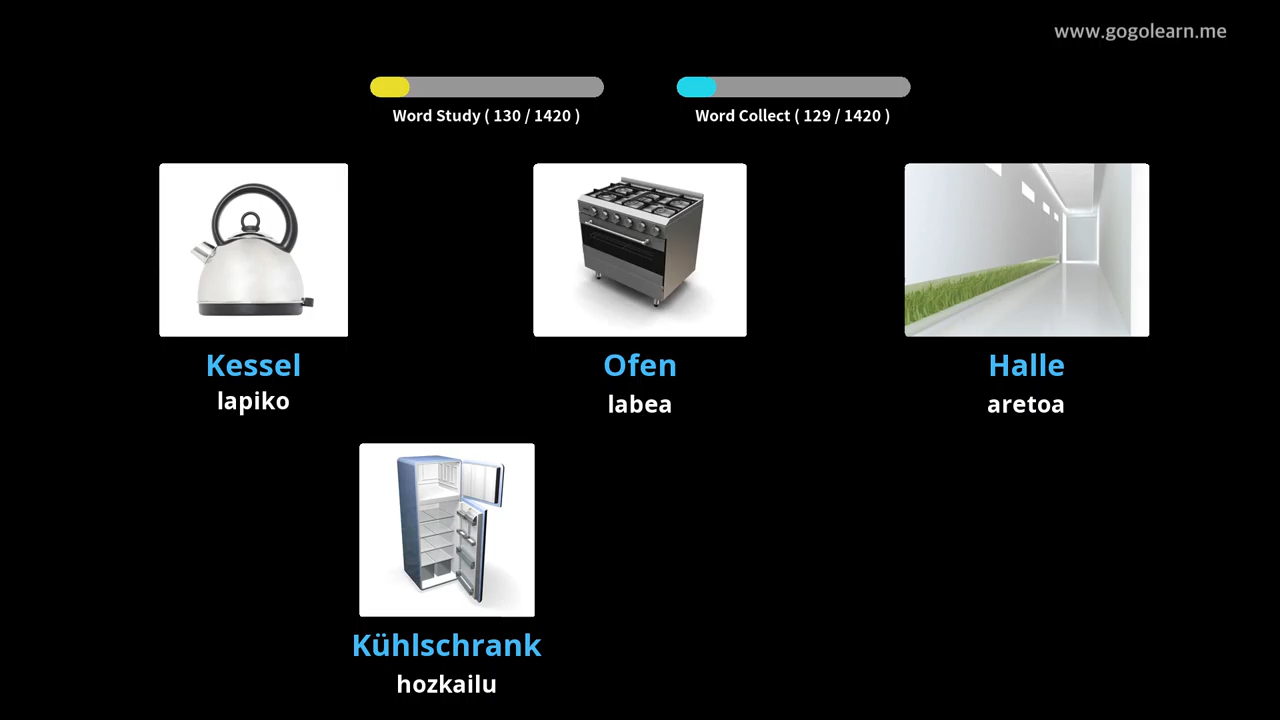 www.gogolearn.me
Word Study ( 130 / 1420 )
Word Collect ( 129 / 1420 )
Kessel
lapiko
Ofen
labea
Halle
aretoa
Kühlschrank
hozkailu